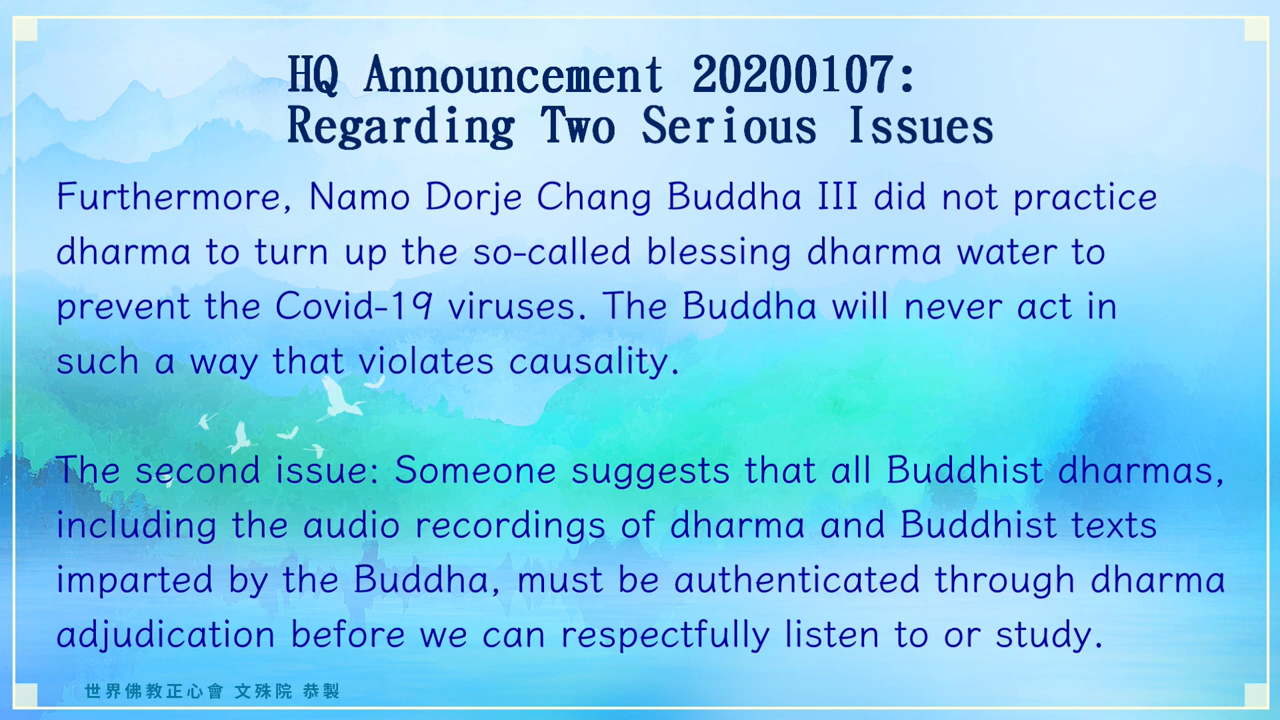 HQ Announcement 20200107:
Regarding Two Serious Issues
Furthermore, Namo Dorje Chang Buddha III did not practice
dharma to turn up the so-called blessing dharma water to
prevent the Covid-19 viruses. The Buddha will never act in
such a way that violates causality.
The second issue: Someone suggests that all Buddhist dharmas,
including the audio recordings of dharma and Buddhist texts
imparted by the Buddha, must be authenticated through dharma
adjudication before we can respectfully listen to or study.
世界佛教正心會 文殊院 恭製